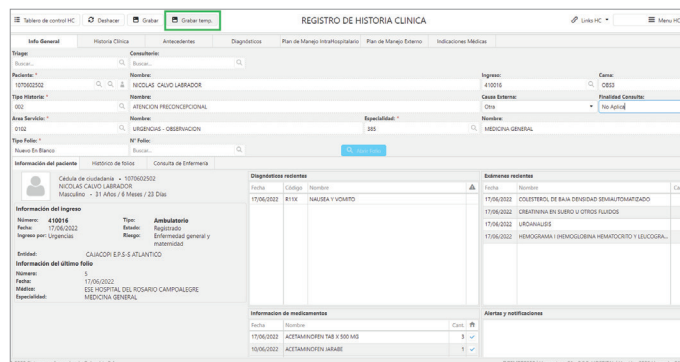 Tablero de control HC Deshacer Grabar Grabar temp. REGISTRO DE HISTORIA CLINICA Links HC Menu HC
Info General Historia Clínica Antecedentes Diagnósticos Plan de Manejo IntraHospitalario Plan de Manejo Externo Indicaciones Médicas
Triage: Consultorio:
Buscar... Buscar...
Paciente: * Nombre: Ingreso: Cama:
1070602502 NICOLAS CALVO LABRADOR 410016 OBS3
Tipo Historia: * Nombre: Causa Externa: Finalidad Consulta:
002 ATENCION PRECONCEPCIONAL Otra No Aplica
Area Servicio: * Nombre: Especialidad: * Nombre:
0102 URGENCIAS - OBSERVACION 385 MEDICINA GENERAL
Tipo Folio: * N° Folio:
Nuevo En Blanco Buscar... Abrir Folio
Información del paciente Histórico de folios Consulta de Enfermería
Cédula de ciudadanía • 1070602502
NICOLAS CALVO LABRADOR
Masculino • 31 Años / 6 Meses / 23 Dias
Información del ingreso
Número: 410016 Tipo: Ambulatorio
Fecha: 17/06/2022 Estado: Registrado
Ingreso por: Urgencias Riesgo: Enfermedad general y
maternidad
Entidad: CAJACOPI E.P.S-S ATLANTICO
Información del último folio
Número: 5
Fecha: 17/06/2022
Médico: ESE HOSPITAL DEL ROSARIO CAMPOALEGRE
Especialidad: MEDICINA GENERAL
Diagnósticos recientes
Fecha Código Nombre
17/06/2022 R11X NAUSEA Y VOMITO
Informacion de medicamentos
Fecha Nombre Cant.
17/06/2022 ACETAMINOFEN TAB X 500 MG 3
10/06/2022 ACETAMINOFEN JARABE 1
Exámenes recientes
Fecha Nombre Ca
17/06/2022 COLESTEROL DE BAJA DENSIDAD SEMIAUTOMATIZADO
17/06/2022 CREATININA EN SUERO U OTROS FLUIDOS
17/06/2022 UROANALISIS
17/06/2022 HEMOGRAMA I (HEMOGLOBINA HEMATOCRITO Y LEUCOGRA...
Alertas y notificaciones